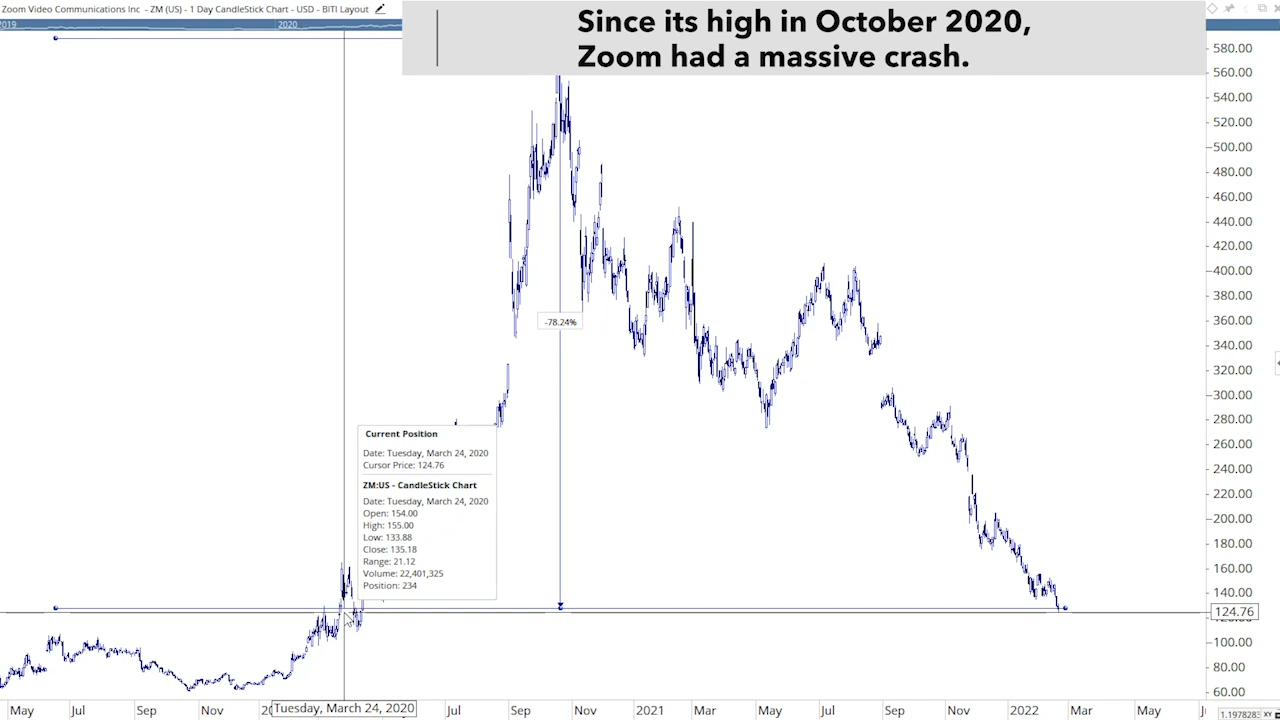 Zoom Video Communications Inc - ZM (US) - 1 Day CandleStick Chart - USD - BITI Layout
2019
2020
Since its high in October 2020,
Zoom had a massive crash.
580.00
560.00
540.00
520.00
500.00
480.00
460.00
440.00
420.00
400.00
380.00
360.00
340.00
320.00
300.00
280.00
260.00
240.00
220.00
200.00
180.00
160.00
140.00
124.76
100.00
80.00
60.00
-78.24%
Current Position
Date: Tuesday, March 24, 2020
Cursor Price: 124.76
ZM:US - CandleStick Chart
Date: Tuesday, March 24, 2020
Open: 154.00
High: 155.00
Low: 133.88
Close: 135.18
Range: 21.12
Volume: 22,401,325
Position: 234
May Jul Sep Nov Tuesday, March 24, 2020 Jul Sep Nov 2021 Mar May Jul Sep Nov 2022 Mar May Ju
1.1978283 XY